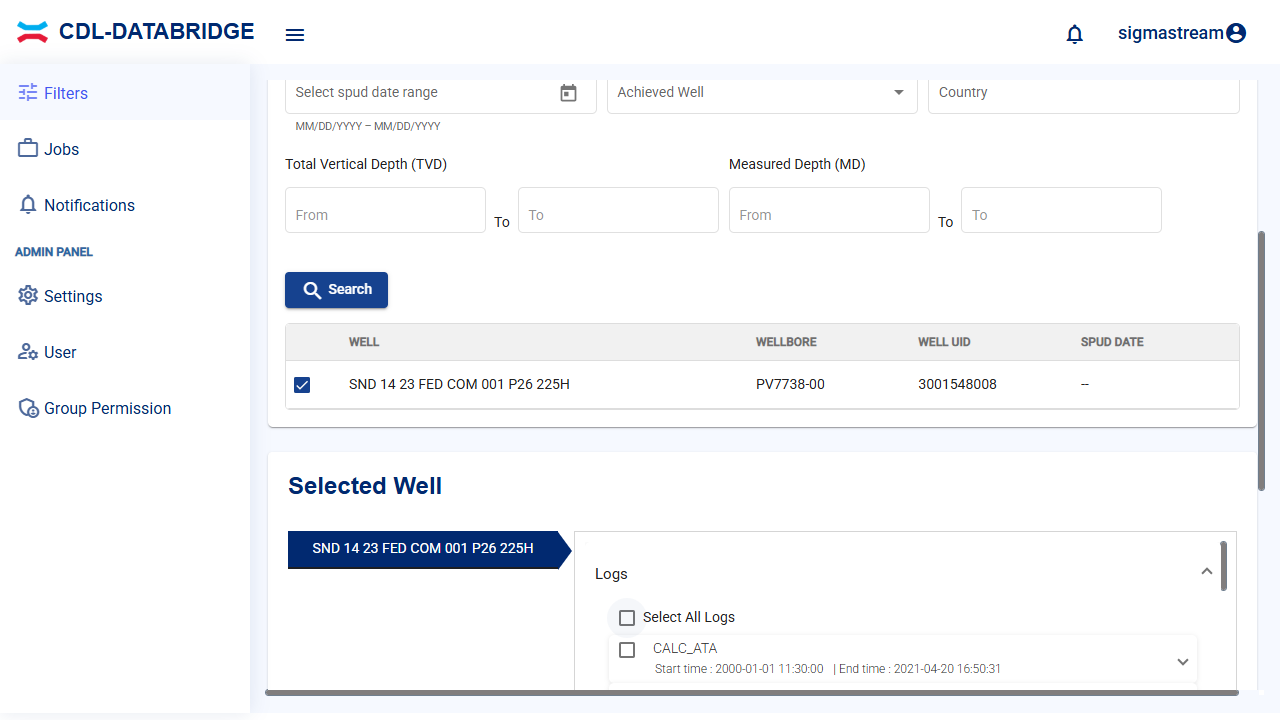 CDL-DATABRIDGE
sigmastream
Filters
Jobs
Notifications
ADMIN PANEL
Settings
User
Group Permission
Select spud date range
Achieved Well
Country
MM/DD/YYYY – MM/DD/YYYY
Total Vertical Depth (TVD)
Measured Depth (MD)
From
To
To
From
To
To
Search
WELL
WELLBORE
WELL UID
SPUD DATE
SND 14 23 FED COM 001 P26 225H
PV7738-00
3001548008
--
Selected Well
SND 14 23 FED COM 001 P26 225H
Logs
Select All Logs
CALC_ATA
Start time : 2000-01-01 11:30:00 | End time : 2021-04-20 16:50:31